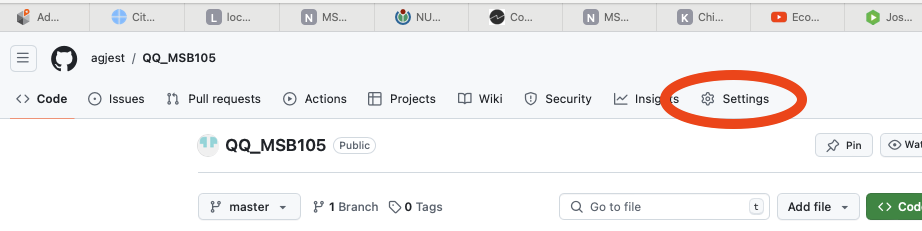 Ad... Cit... loc... MS... NU... Co... MS... Chi... Eco... Jos...
agjest / QQ_MSB105
Code Issues Pull requests Actions Projects Wiki Security Insights Settings
QQ_MSB105 Public Pin
master 1 Branch 0 Tags Go to file t Add file